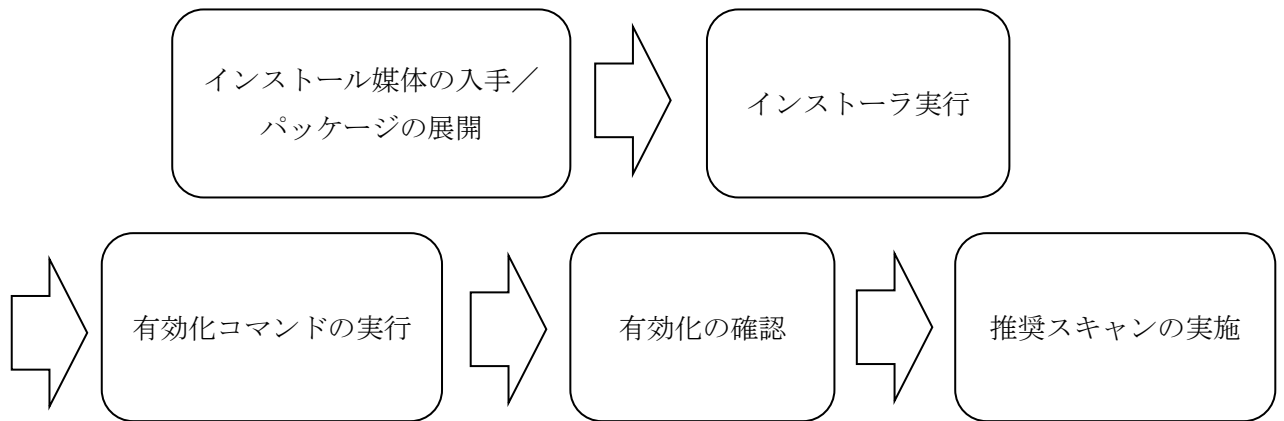 インストール媒体の入手／
パッケージの展開
インストーラ実行
有効化コマンドの実行
有効化の確認
推奨スキャンの実施